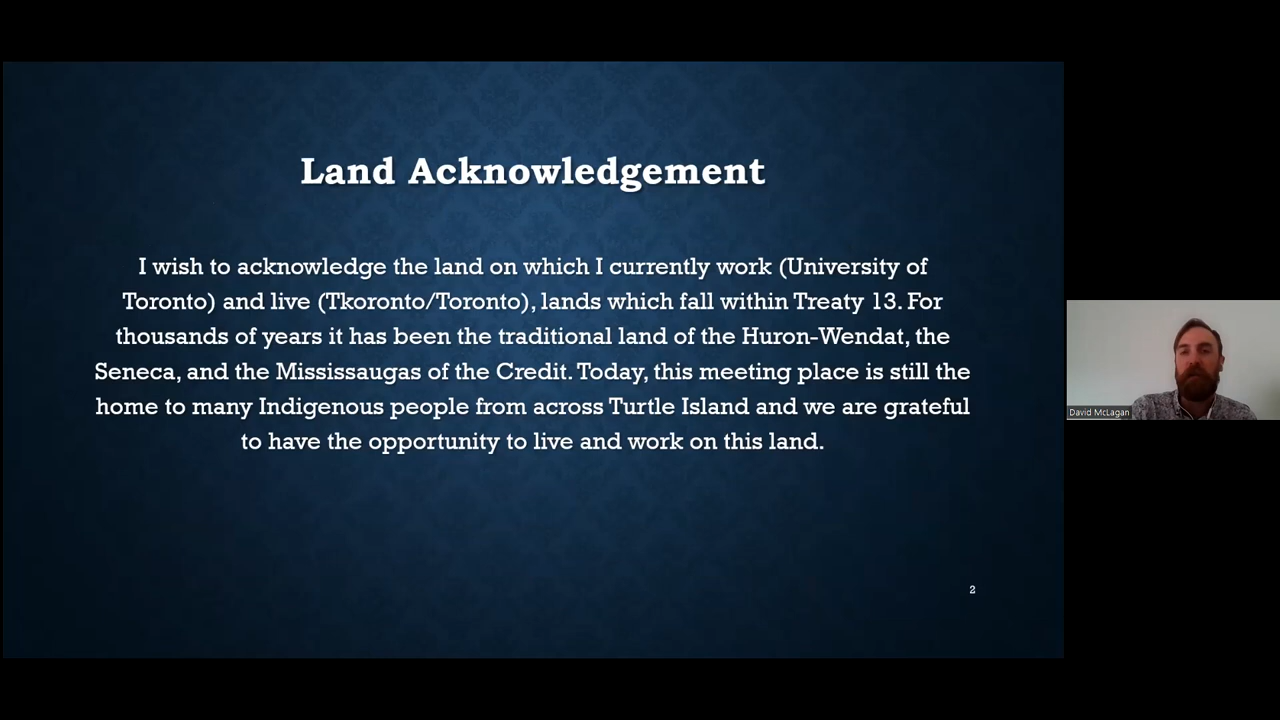 Land Acknowledgement
I wish to acknowledge the land on which I currently work (University of
Toronto) and live (Tkoronto/Toronto), lands which fall within Treaty 13. For
thousands of years it has been the traditional land of the Huron-Wendat, the
Seneca, and the Mississaugas of the Credit. Today, this meeting place is still the
home to many Indigenous people from across Turtle Island and we are grateful
to have the opportunity to live and work on this land.
David McLagan
2